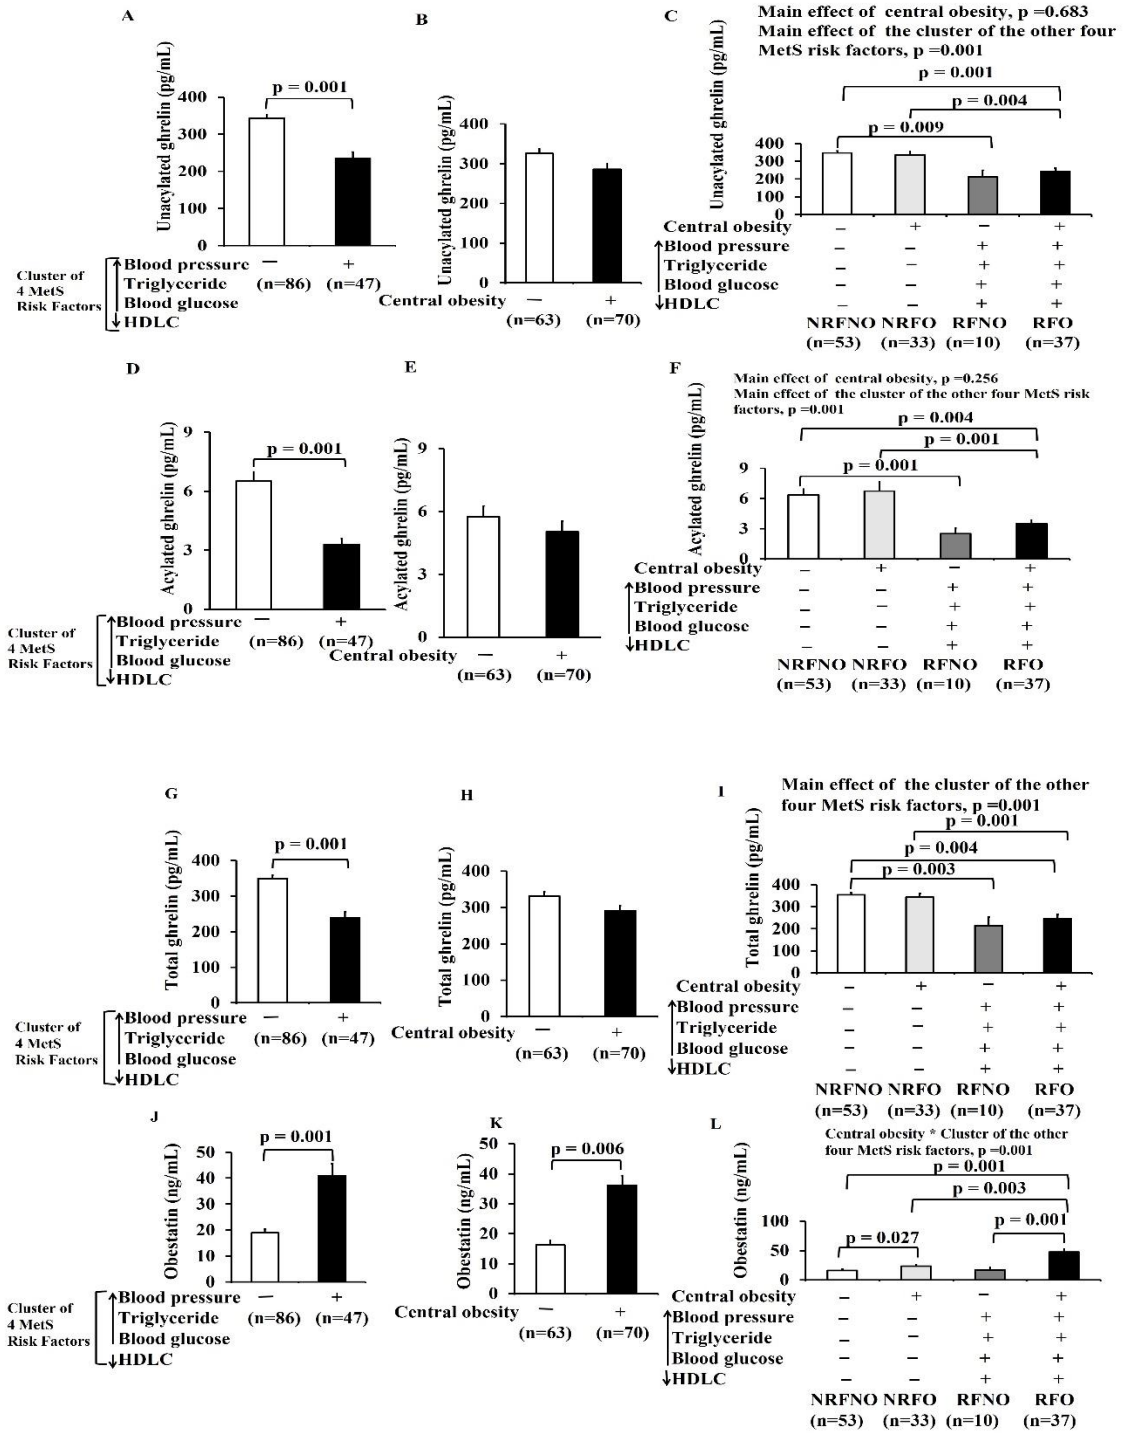 A
Unacylated ghrelin (pg/mL)
p = 0.001
400
300
200
100
0
Cluster of
4 MetS
Risk Factors
↑Blood pressure
Triglyceride
Blood glucose
↓HDLC
− +
(n=86) (n=47)
B
Unacylated ghrelin (pg/mL)
400
300
200
100
0
Central obesity − +
(n=63) (n=70)
C
Main effect of central obesity, p =0.683
Main effect of the cluster of the other four
MetS risk factors, p =0.001
p = 0.001
p = 0.004
p = 0.009
Unacylated ghrelin (pg/mL)
400
300
200
100
0
Central obesity − + − +
↑Blood pressure − − + +
Triglyceride − − + +
Blood glucose − − + +
↓HDLC − − + +
NRFNO NRFO RFNO RFO
(n=53) (n=33) (n=10) (n=37)
D
Acylated ghrelin (pg/mL)
p = 0.001
9
6
3
0
Cluster of
4 MetS
Risk Factors
↑Blood pressure
Triglyceride
Blood glucose
↓HDLC
− +
(n=86) (n=47)
E
Acylated ghrelin (pg/mL)
9
6
3
0
Central obesity − +
(n=63) (n=70)
F
Main effect of central obesity, p =0.256
Main effect of the cluster of the other four MetS risk
factors, p =0.001
p = 0.004
p = 0.001
p = 0.001
Acylated ghrelin (pg/mL)
9
6
3
0
Central obesity − + − +
↑Blood pressure − − + +
Triglyceride − − + +
Blood glucose − − + +
↓HDLC − − + +
NRFNO NRFO RFNO RFO
(n=53) (n=33) (n=10) (n=37)
G
Total ghrelin (pg/mL)
p = 0.001
400
300
200
100
0
Cluster of
4 MetS
Risk Factors
↑Blood pressure
Triglyceride
Blood glucose
↓HDLC
− +
(n=86) (n=47)
H
Total ghrelin (pg/mL)
400
300
200
100
0
Central obesity − +
(n=63) (n=70)
I
Main effect of the cluster of the other
four MetS risk factors, p =0.001
p = 0.001
p = 0.004
p = 0.003
Total ghrelin (pg/mL)
400
300
200
100
0
Central obesity − + − +
↑Blood pressure − − + +
Triglyceride − − + +
Blood glucose − − + +
↓HDLC − − + +
NRFNO NRFO RFNO RFO
(n=53) (n=33) (n=10) (n=37)
J
Obestatin (ng/mL)
p = 0.001
50
40
30
20
10
0
Cluster of
4 MetS
Risk Factors
↑Blood pressure
Triglyceride
Blood glucose
↓HDLC
− +
(n=86) (n=47)
K
Obestatin (ng/mL)
p = 0.006
50
40
30
20
10
0
Central obesity − +
(n=63) (n=70)
L
Central obesity * Cluster of the other
four MetS risk factors, p =0.001
p = 0.001
p = 0.003
p = 0.027
p = 0.001
Obestatin (ng/mL)
100
50
0
Central obesity − + − +
↑Blood pressure − − + +
Triglyceride − − + +
Blood glucose − − + +
↓HDLC − − + +
NRFNO NRFO RFNO RFO
(n=53) (n=33) (n=10) (n=37)